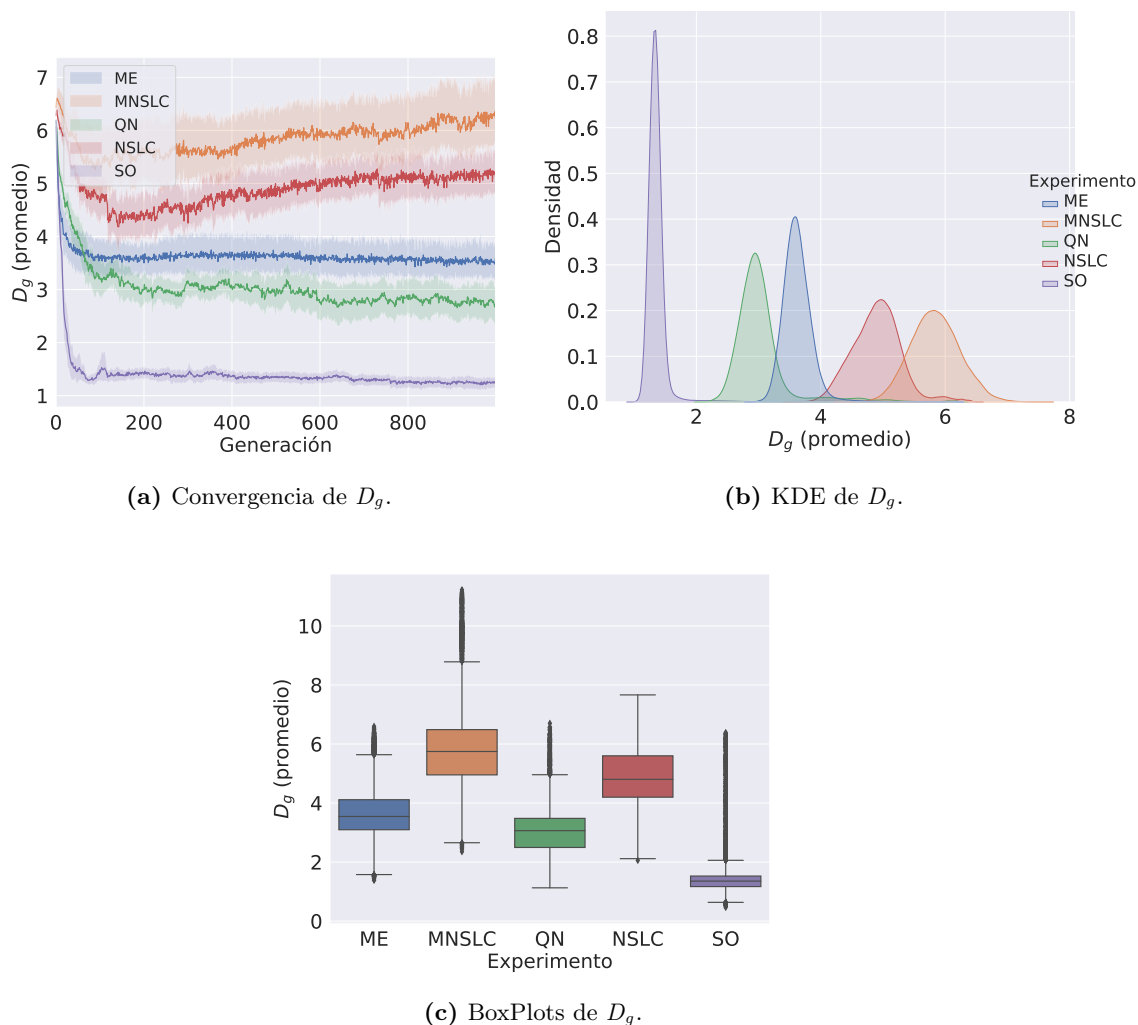 7
6
5
4
3
2
1
D_g (promedio)
ME
MNSLC
QN
NSLC
SO
0 200 400 600 800
Generación
(a) Convergencia de D_g.
0.8
0.7
0.6
0.5
0.4
0.3
0.2
0.1
0.0
Densidad
Experimento
ME
MNSLC
QN
NSLC
SO
2 4 6 8
D_g (promedio)
(b) KDE de D_g.
10
8
6
4
2
0
D_g (promedio)
ME MNSLC QN NSLC SO
Experimento
(c) BoxPlots de D_g.